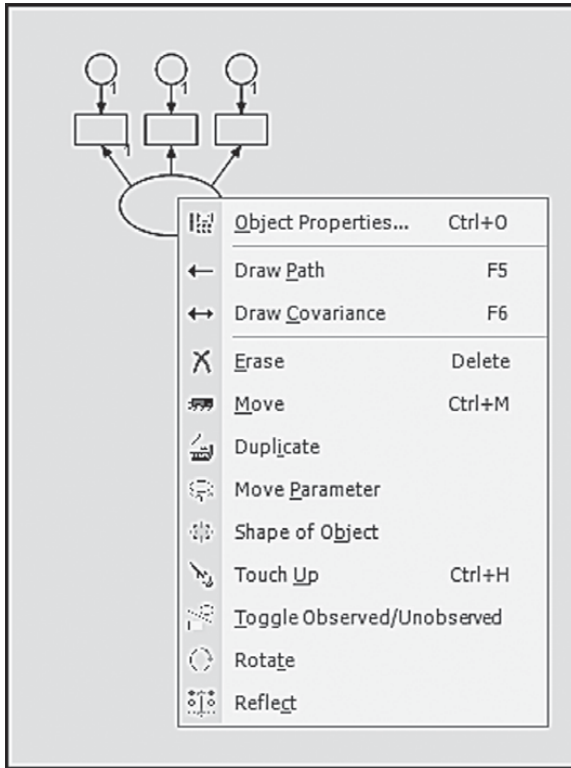 1 1 1
1
Object Properties... Ctrl+O
Draw Path F5
Draw Covariance F6
Erase Delete
Move Ctrl+M
Duplicate
Move Parameter
Shape of Object
Touch Up Ctrl+H
Toggle Observed/Unobserved
Rotate
Reflect